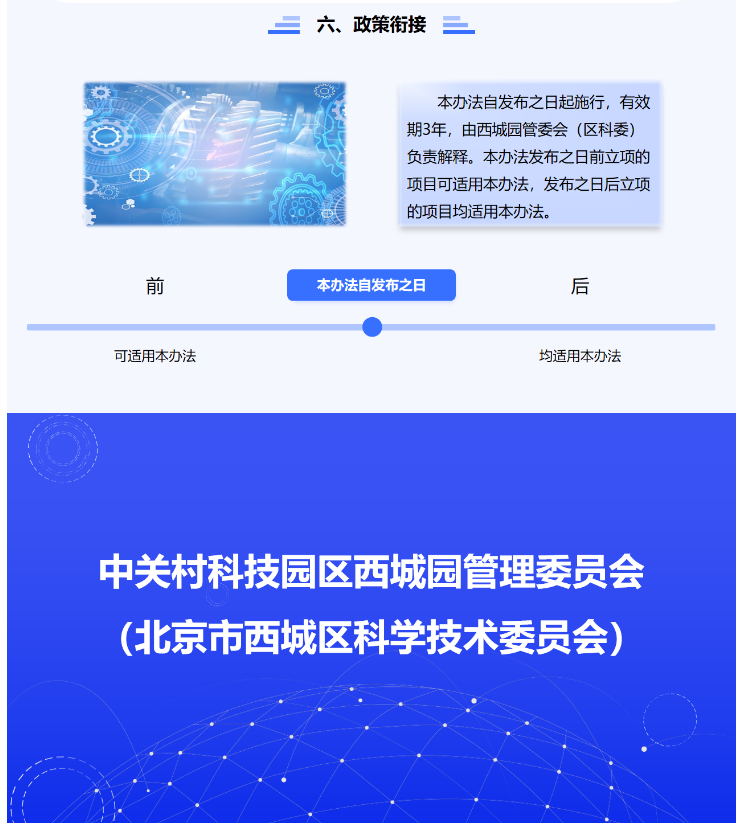 六、政策衔接
本办法自发布之日起施行，有效
期3年，由西城园管委会（区科委）
负责解释。本办法发布之日前立项的
项目可适用本办法，发布之日后立项
的项目均适用本办法。
前
本办法自发布之日
后
可适用本办法
均适用本办法
中关村科技园区西城园管理委员会
（北京市西城区科学技术委员会）